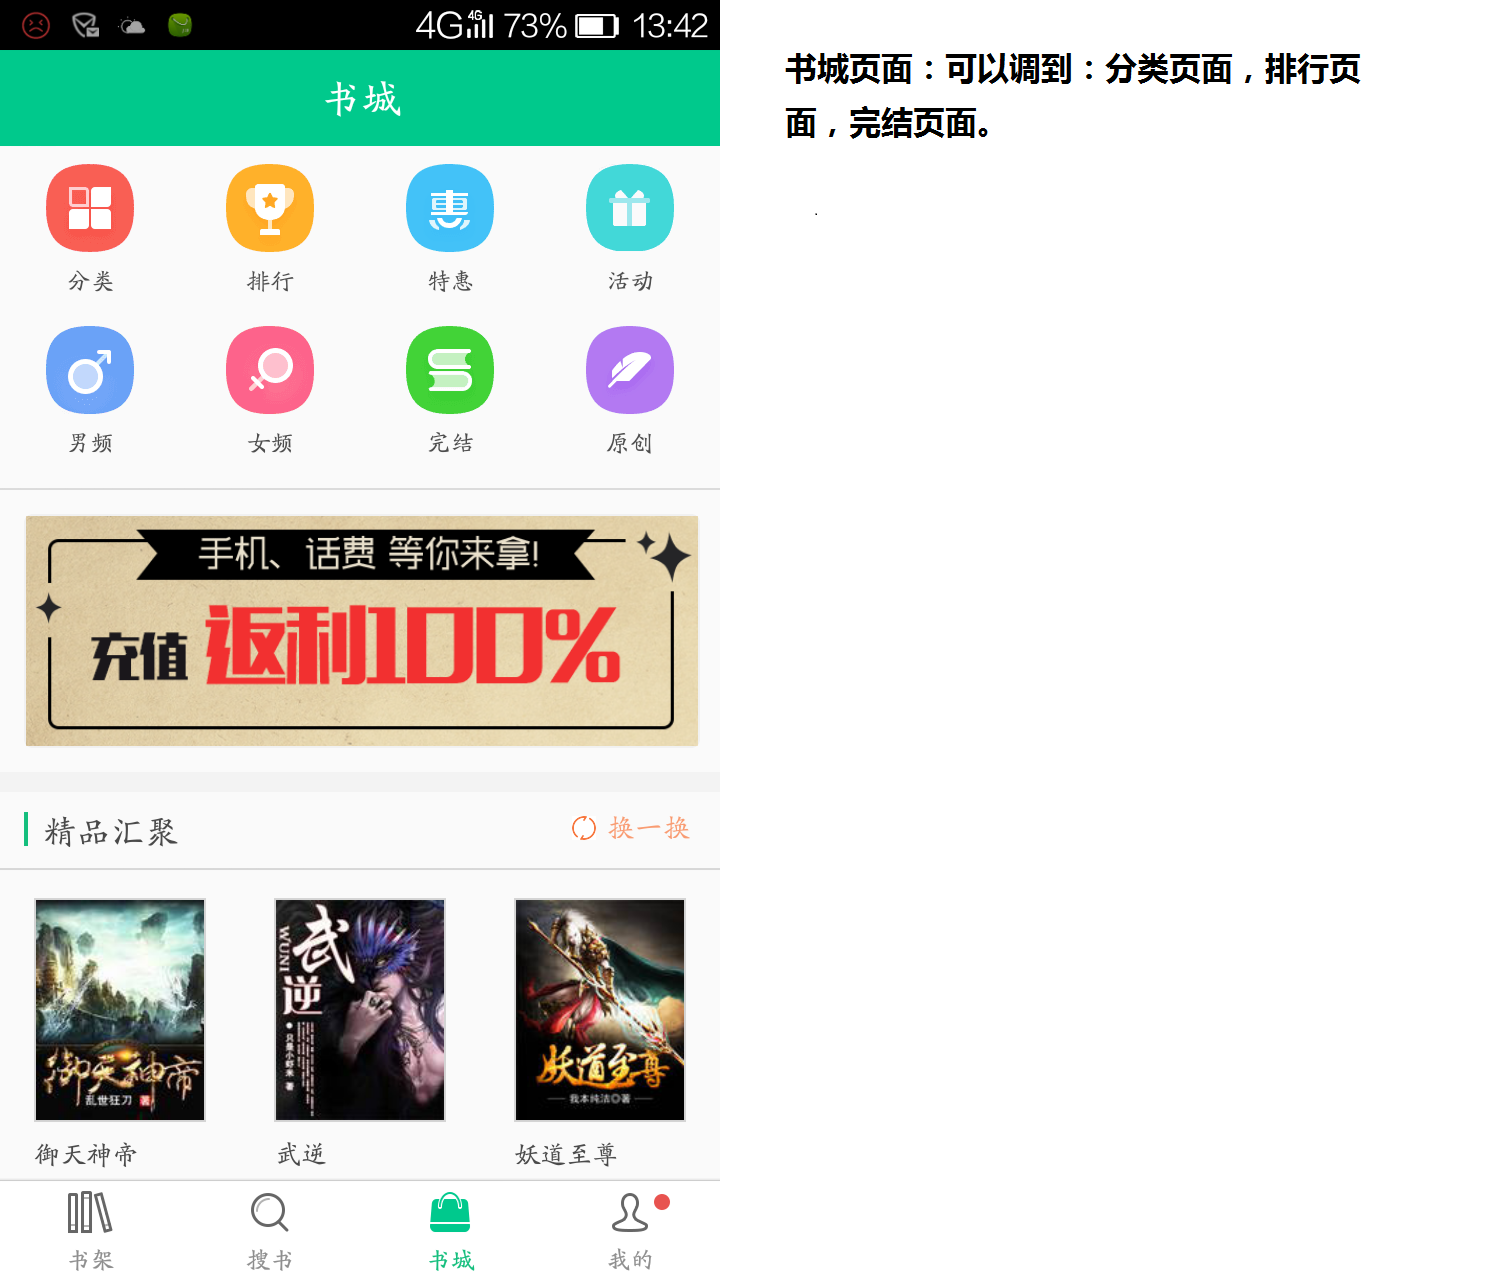 4G 4G 73% 13:42
书城
分类 排行 特惠 活动
男频 女频 完结 原创
手机、话费 等你来拿!
充值 返利100%
精品汇聚 换一换
御天神帝
乱世狂刀 著
武逆
WUNI
只是小虾米 著
妖道至尊
我本纯洁◎著
御天神帝 武逆 妖道至尊
书架 搜书 书城 我的
书城页面：可以调到：分类页面，排行页
面，完结页面。